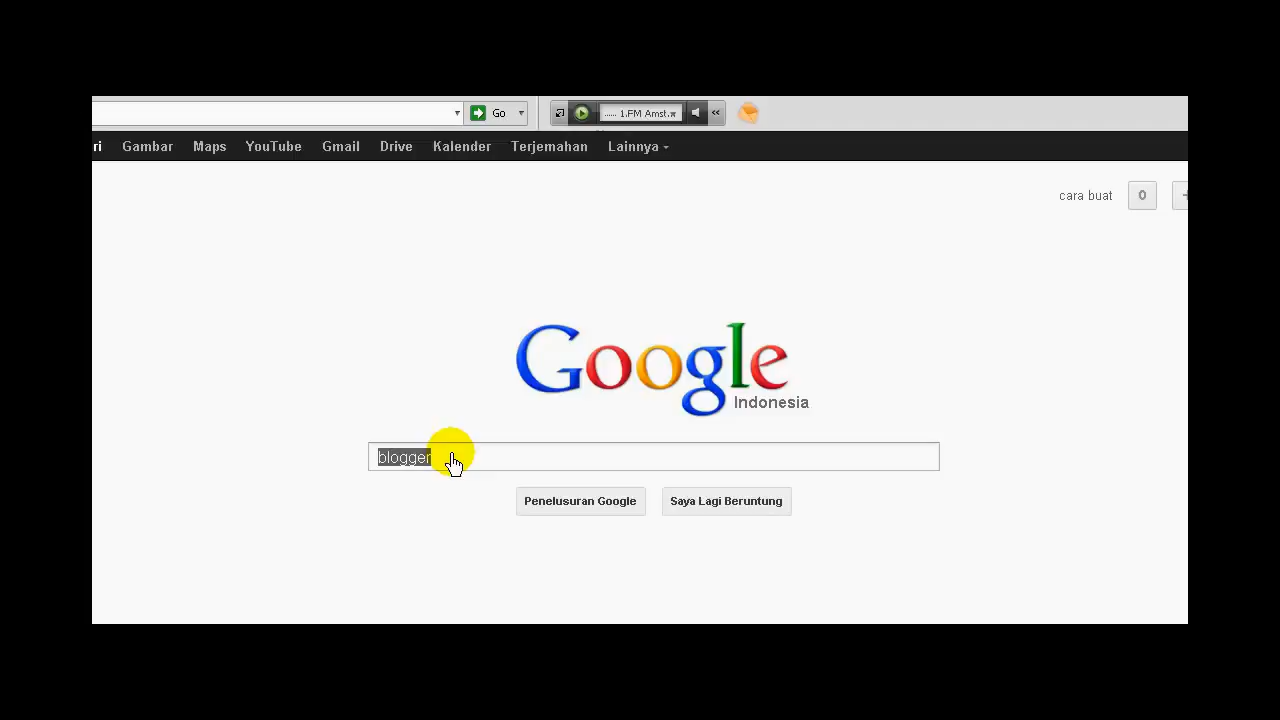 Go ..... 1.FM Amst.
ri Gambar Maps YouTube Gmail Drive Kalender Terjemahan Lainnya
cara buat 0 +
Google
Indonesia
blogger
Penelusuran Google Saya Lagi Beruntung